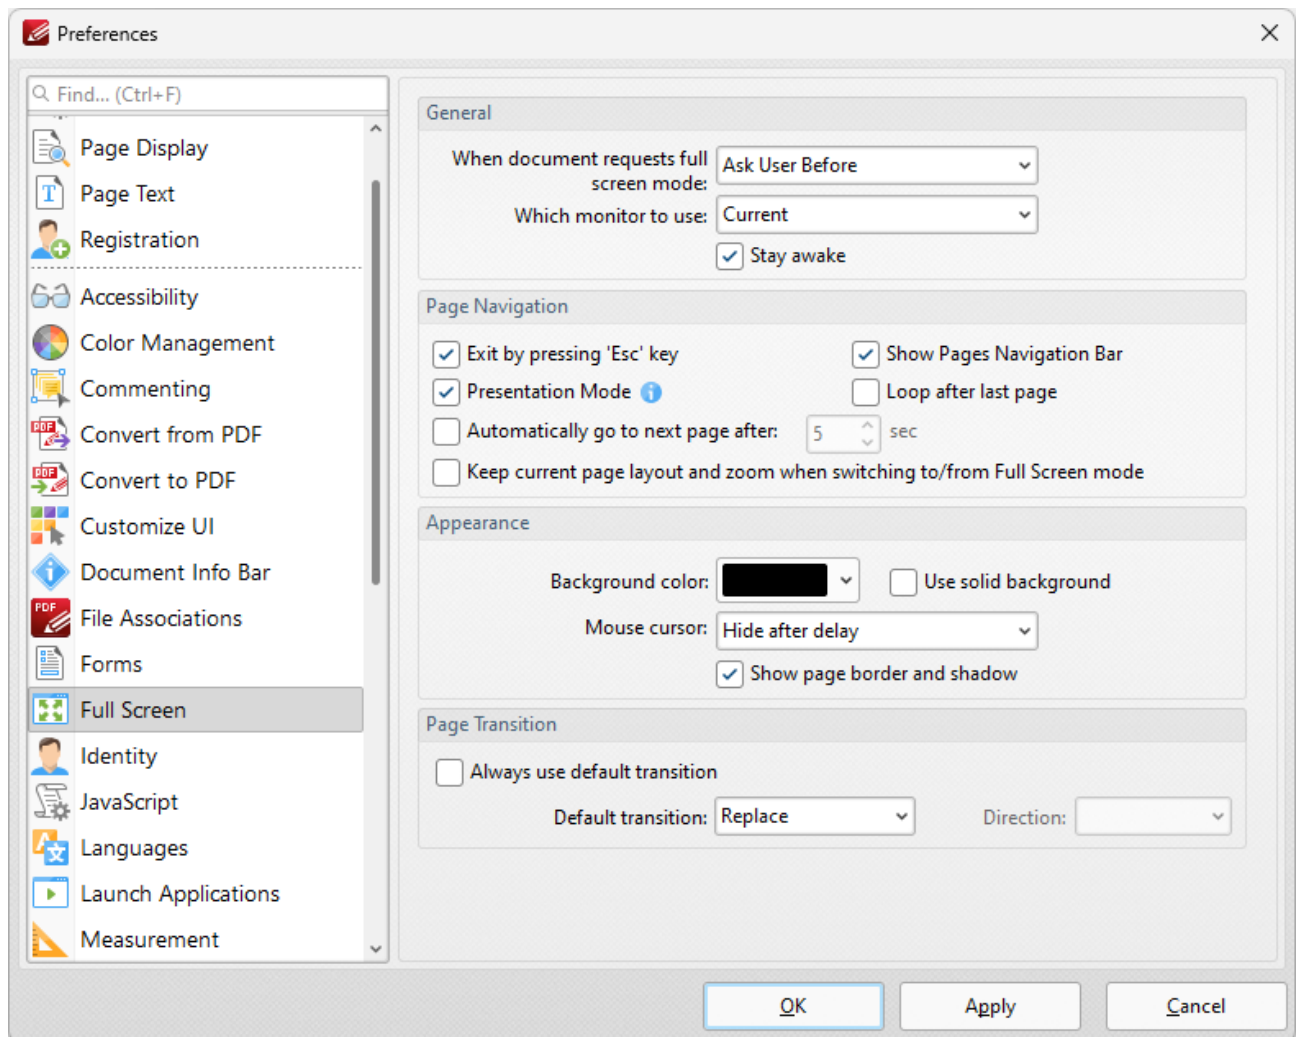 Preferences
Find... (Ctrl+F)
Page Display
Page Text
Registration
Accessibility
Color Management
Commenting
Convert from PDF
Convert to PDF
Customize UI
Document Info Bar
File Associations
Forms
Full Screen
Identity
JavaScript
Languages
Launch Applications
Measurement
General
When document requests full
screen mode:
Ask User Before
Which monitor to use:
Current
Stay awake
Page Navigation
Exit by pressing 'Esc' key
Show Pages Navigation Bar
Presentation Mode
Loop after last page
Automatically go to next page after: 5 sec
Keep current page layout and zoom when switching to/from Full Screen mode
Appearance
Background color:
Use solid background
Mouse cursor: Hide after delay
Show page border and shadow
Page Transition
Always use default transition
Default transition: Replace
Direction:
OK
Apply
Cancel